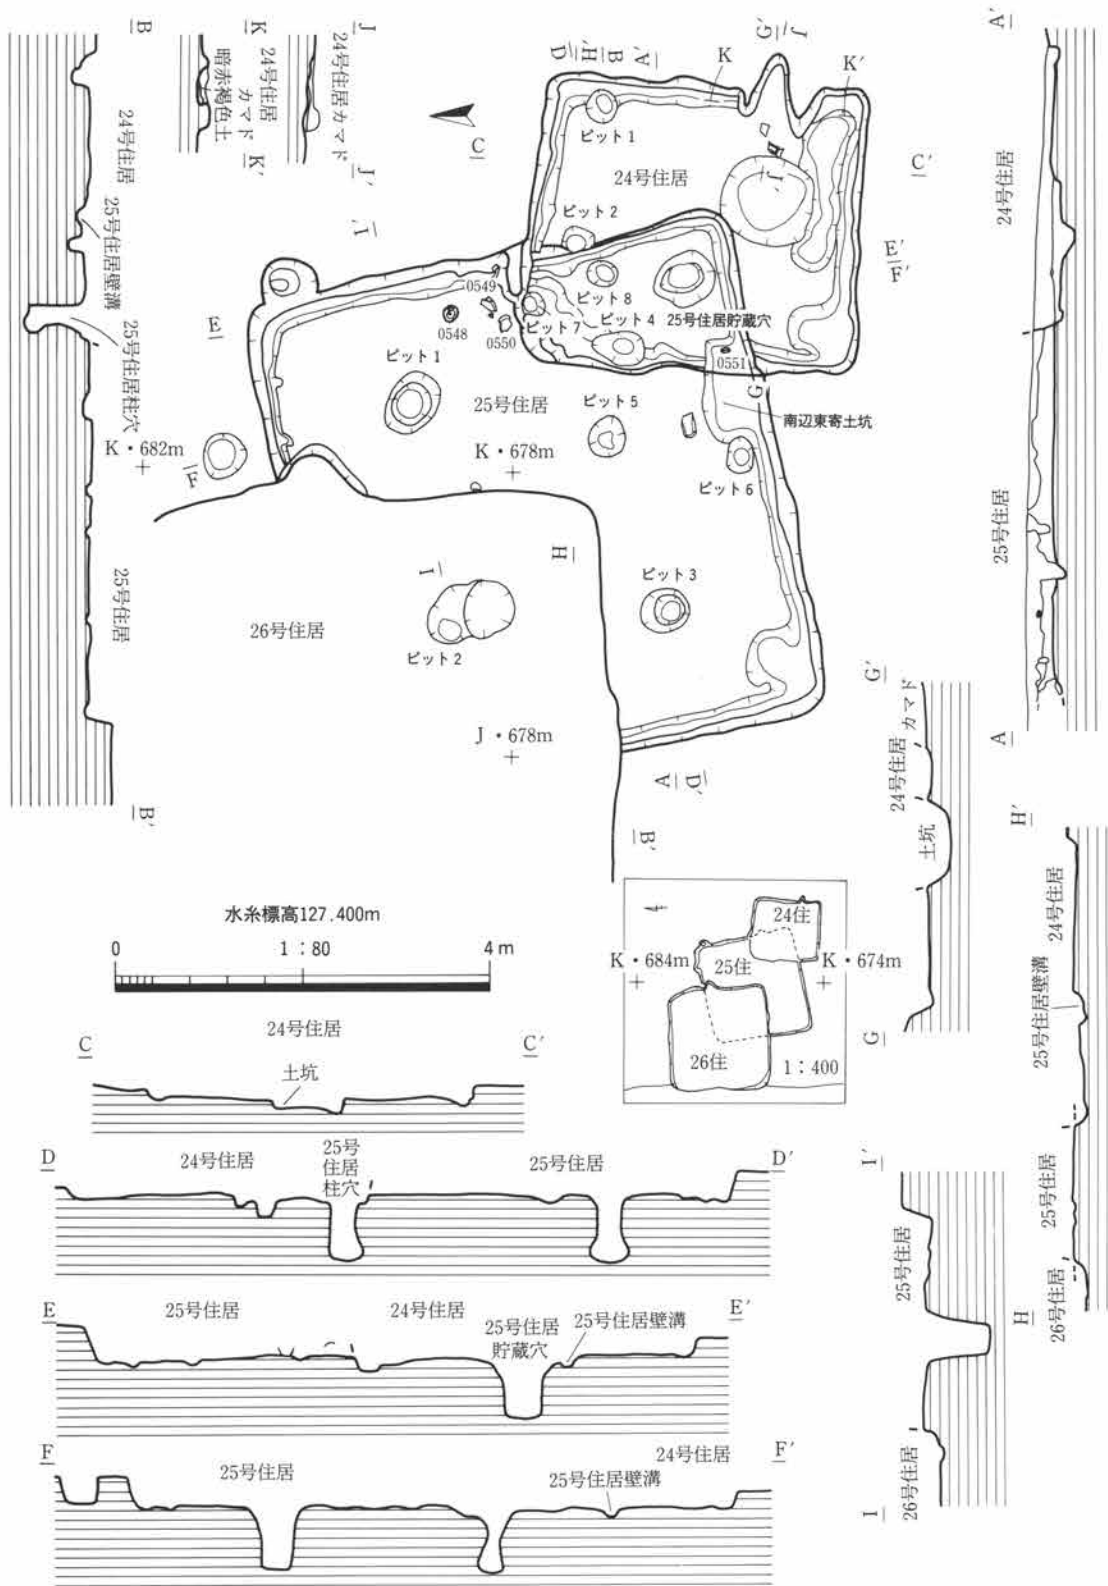 B
24号住居
25号住居壁溝
25号住居柱穴
25号住居
B′
K
24号住居
カマド
暗赤褐色土
K′
J
24号住居カマド
J′
G′
J
A′
B
H′
D
K
K′
C
C′
ピット1
24号住居
J′
ピット2
E′
F′
I′
0549
0548
0550
ピット8
ピット7
ピット4
25号住居貯蔵穴
0551
E
ピット1
25号住居
ピット5
G
南辺東寄土坑
K・682m
F
K・678m
ピット6
H
I
26号住居
ピット2
ピット3
J・678m
A
D′
B′
A′
24号住居
25号住居
A
G′
カマド
24号住居
土坑
G
H′
24号住居
25号住居壁溝
25号住居
26号住居
H
水糸標高127.400m
0
1:80
4m
24住
K・684m
25住
K・674m
26住
1:400
24号住居
C
C′
土坑
D
24号住居
25号
住居
柱穴
25号住居
D′
E
25号住居
24号住居
25号住居
貯蔵穴
25号住居壁溝
E′
F
25号住居
24号住居
25号住居壁溝
F′
I′
25号住居
26号住居
I